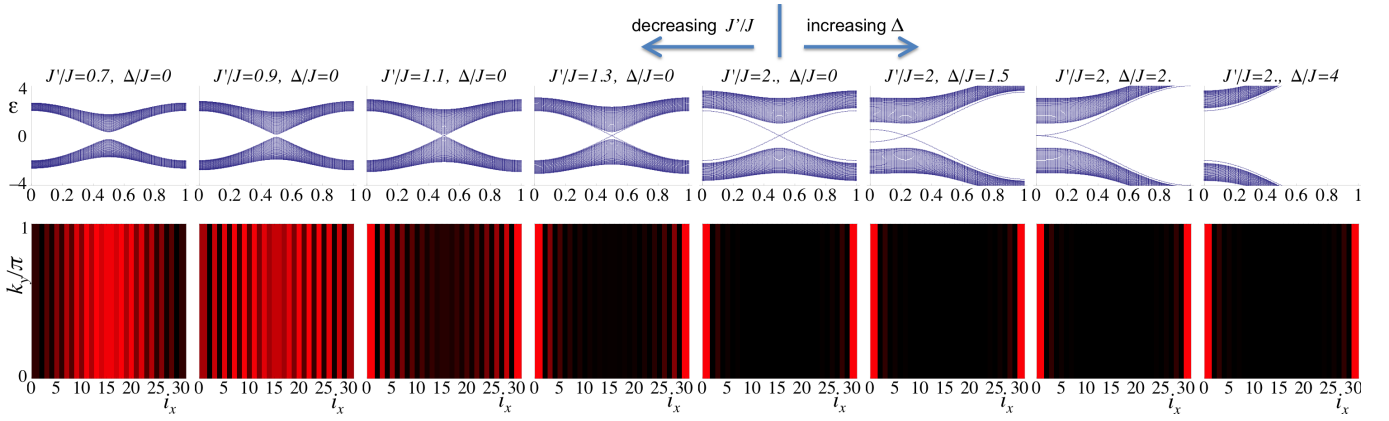 decreasing J'/J increasing Δ
J'/J=0.7, Δ/J=0 J'/J=0.9, Δ/J=0 J'/J=1.1, Δ/J=0 J'/J=1.3, Δ/J=0 J'/J=2., Δ/J=0 J'/J=2, Δ/J=1.5 J'/J=2, Δ/J=2. J'/J=2., Δ/J=4
4
ε
0
−4
0 0.2 0.4 0.6 0.8 1 0 0.2 0.4 0.6 0.8 1 0 0.2 0.4 0.6 0.8 1 0 0.2 0.4 0.6 0.8 1 0 0.2 0.4 0.6 0.8 1 0 0.2 0.4 0.6 0.8 1 0 0.2 0.4 0.6 0.8 1 0 0.2 0.4 0.6 0.8 1
1
k_y/π
0
0 5 10 15 20 25 30 0 5 10 15 20 25 30 0 5 10 15 20 25 30 0 5 10 15 20 25 30 0 5 10 15 20 25 30 0 5 10 15 20 25 30 0 5 10 15 20 25 30 0 5 10 15 20 25 30
i_x i_x i_x i_x i_x i_x i_x i_x